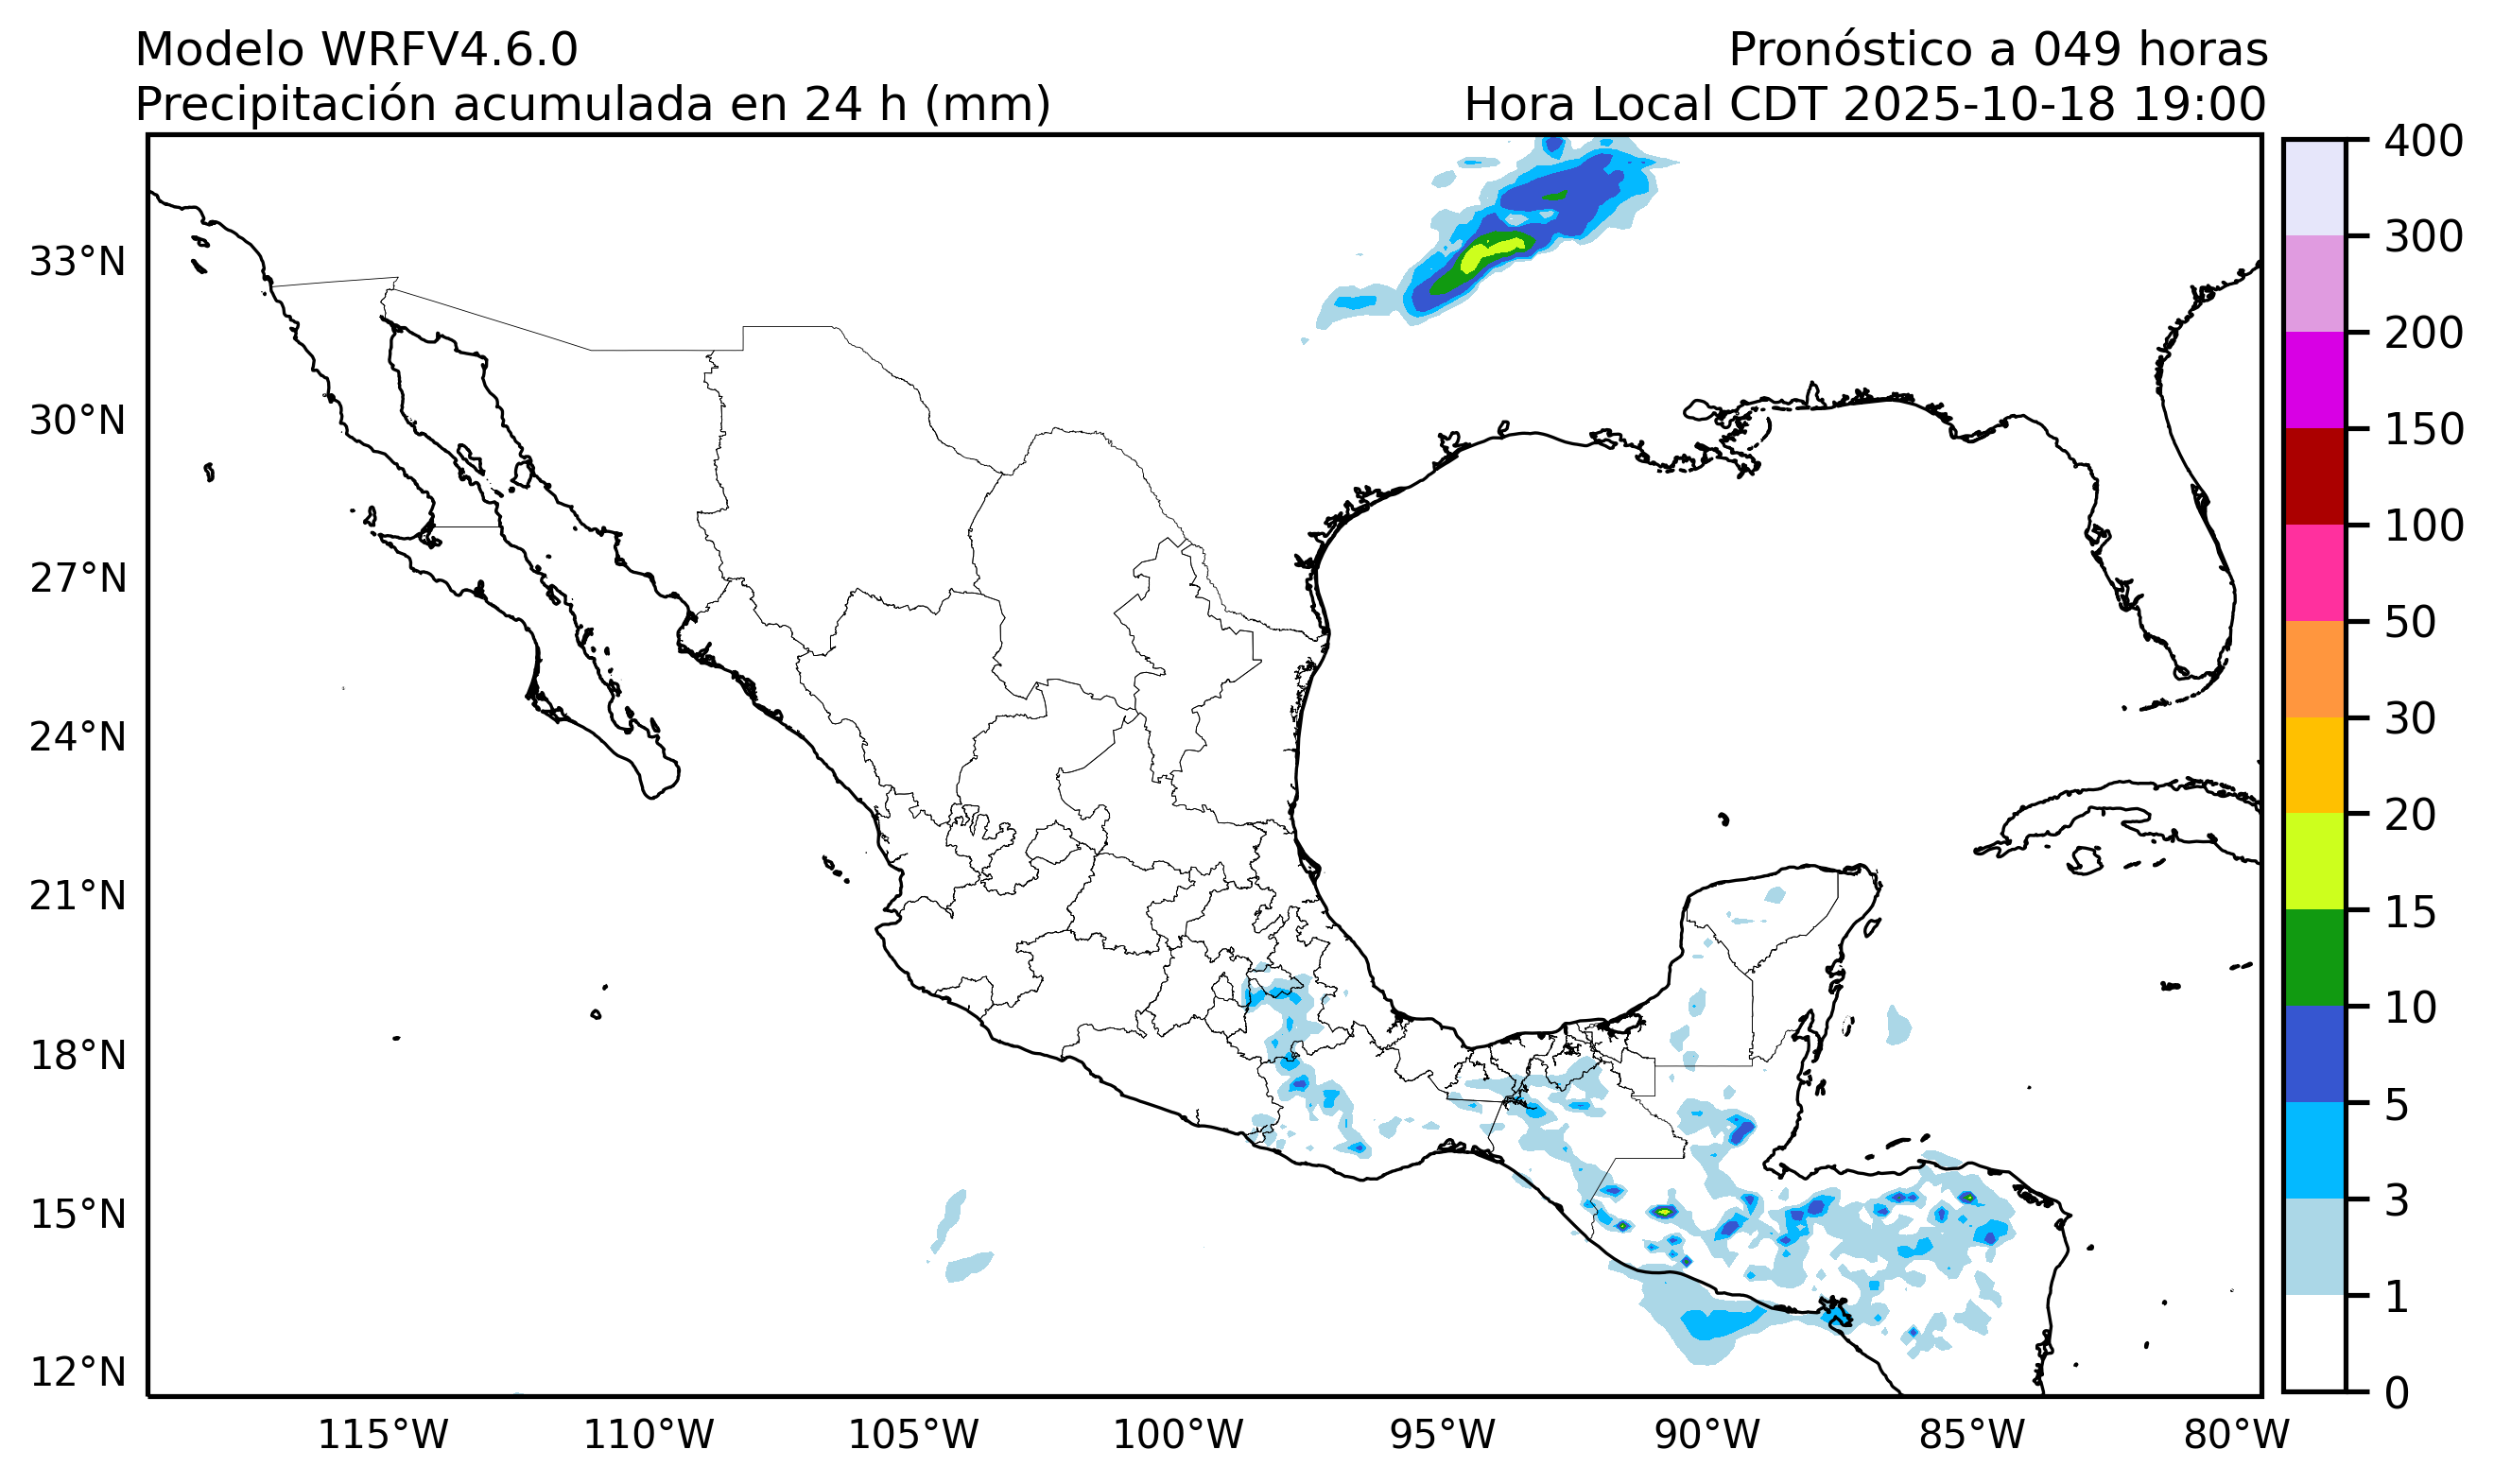 Modelo WRFV4.6.0
Precipitación acumulada en 24 h (mm)
Pronóstico a 049 horas
Hora Local CDT 2025-10-18 19:00
33°N
30°N
27°N
24°N
21°N
18°N
15°N
12°N
115°W
110°W
105°W
100°W
95°W
90°W
85°W
80°W
400
300
200
150
100
50
30
20
15
10
5
3
1
0